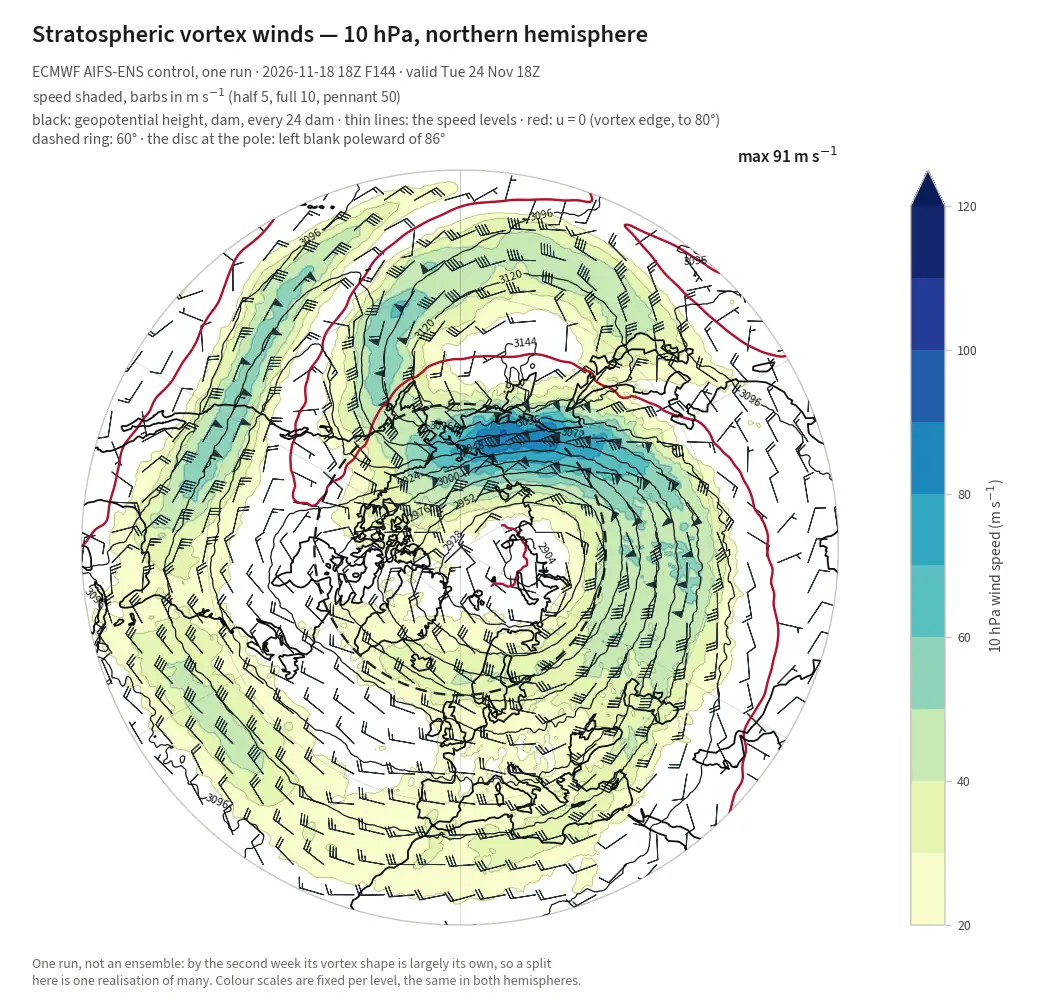 Stratospheric vortex winds — 10 hPa, northern hemisphere
ECMWF AIFS-ENS control, one run · 2026-11-18 18Z F144 · valid Tue 24 Nov 18Z
speed shaded, barbs in m s⁻¹ (half 5, full 10, pennant 50)
black: geopotential height, dam, every 24 dam · thin lines: the speed levels · red: u = 0 (vortex edge, to 80°)
dashed ring: 60° · the disc at the pole: left blank poleward of 86°
max 91 m s⁻¹
120
100
80
60
40
20
10 hPa wind speed (m s⁻¹)
3096
3096
3096
3120
3120
3144
3096
3072
3000
2952
2976
2928
2904
3096
One run, not an ensemble: by the second week its vortex shape is largely its own, so a split
here is one realisation of many. Colour scales are fixed per level, the same in both hemispheres.